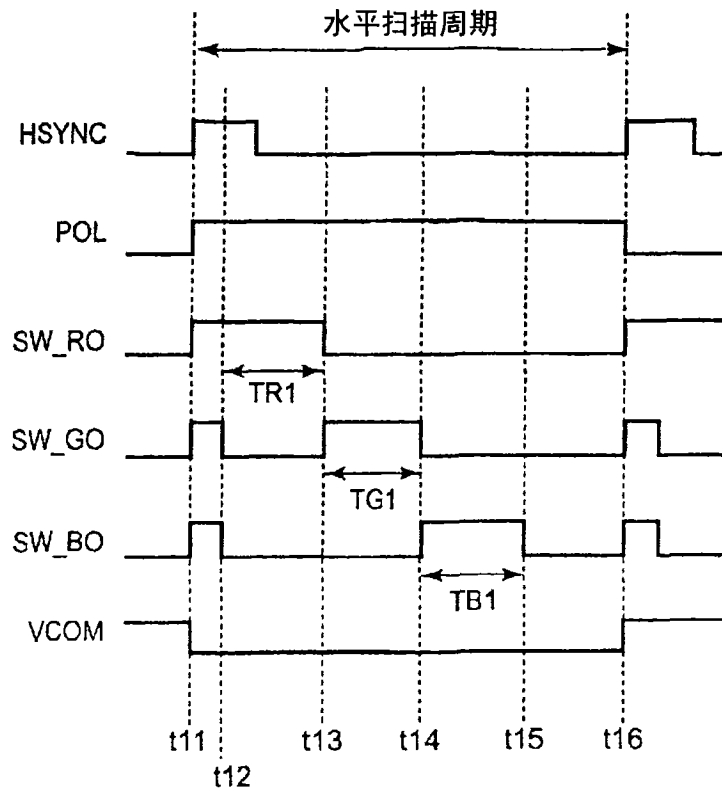 水平扫描周期
HSYNC
POL
SW_RO
TR1
SW_GO
TG1
SW_BO
TB1
VCOM
t11
t12
t13
t14
t15
t16